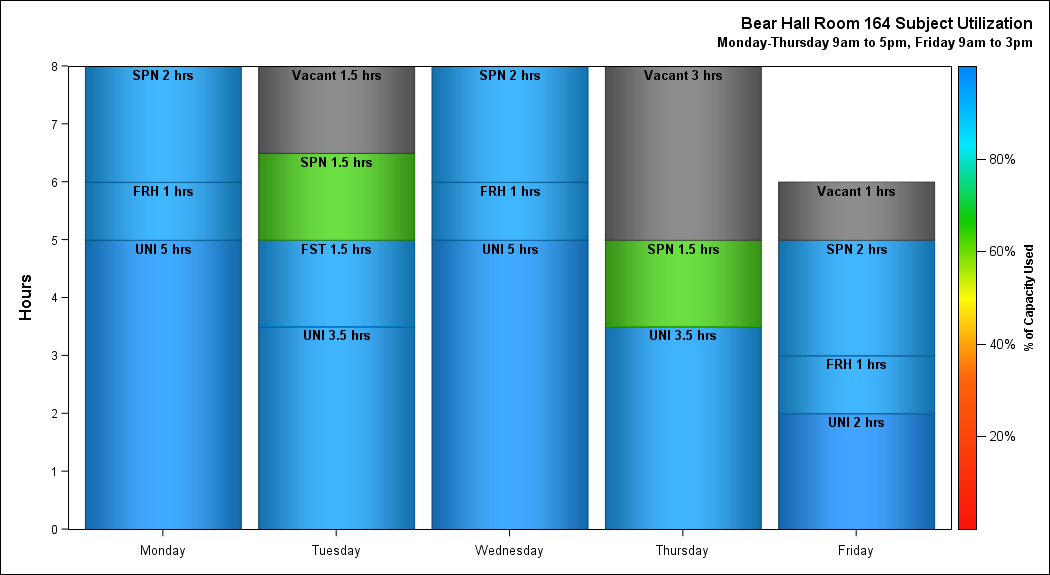 Bear Hall Room 164 Subject Utilization
Monday-Thursday 9am to 5pm, Friday 9am to 3pm
Hours
8
7
6
5
4
3
2
1
0
SPN 2 hrs
FRH 1 hrs
UNI 5 hrs
Monday
Vacant 1.5 hrs
SPN 1.5 hrs
FST 1.5 hrs
UNI 3.5 hrs
Tuesday
SPN 2 hrs
FRH 1 hrs
UNI 5 hrs
Wednesday
Vacant 3 hrs
SPN 1.5 hrs
UNI 3.5 hrs
Thursday
Vacant 1 hrs
SPN 2 hrs
FRH 1 hrs
UNI 2 hrs
Friday
80%
60%
40%
20%
% of Capacity Used